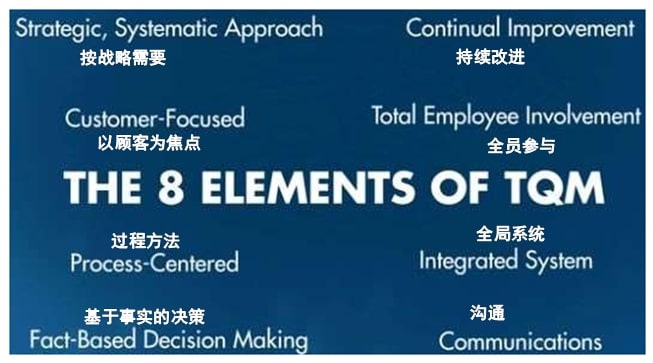 Strategic, Systematic Approach
按战略需要
Continual Improvement
持续改进
Customer-Focused
以顾客为焦点
Total Employee Involvement
全员参与
THE 8 ELEMENTS OF TQM
过程方法
Process-Centered
全局系统
Integrated System
基于事实的决策
Fact-Based Decision Making
沟通
Communications